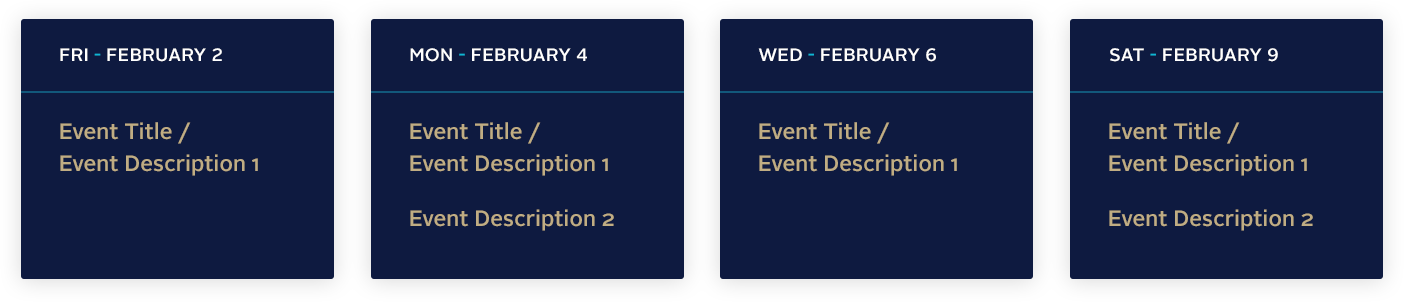 FRI - FEBRUARY 2
Event Title /
Event Description 1
MON - FEBRUARY 4
Event Title /
Event Description 1
Event Description 2
WED - FEBRUARY 6
Event Title /
Event Description 1
SAT - FEBRUARY 9
Event Title /
Event Description 1
Event Description 2